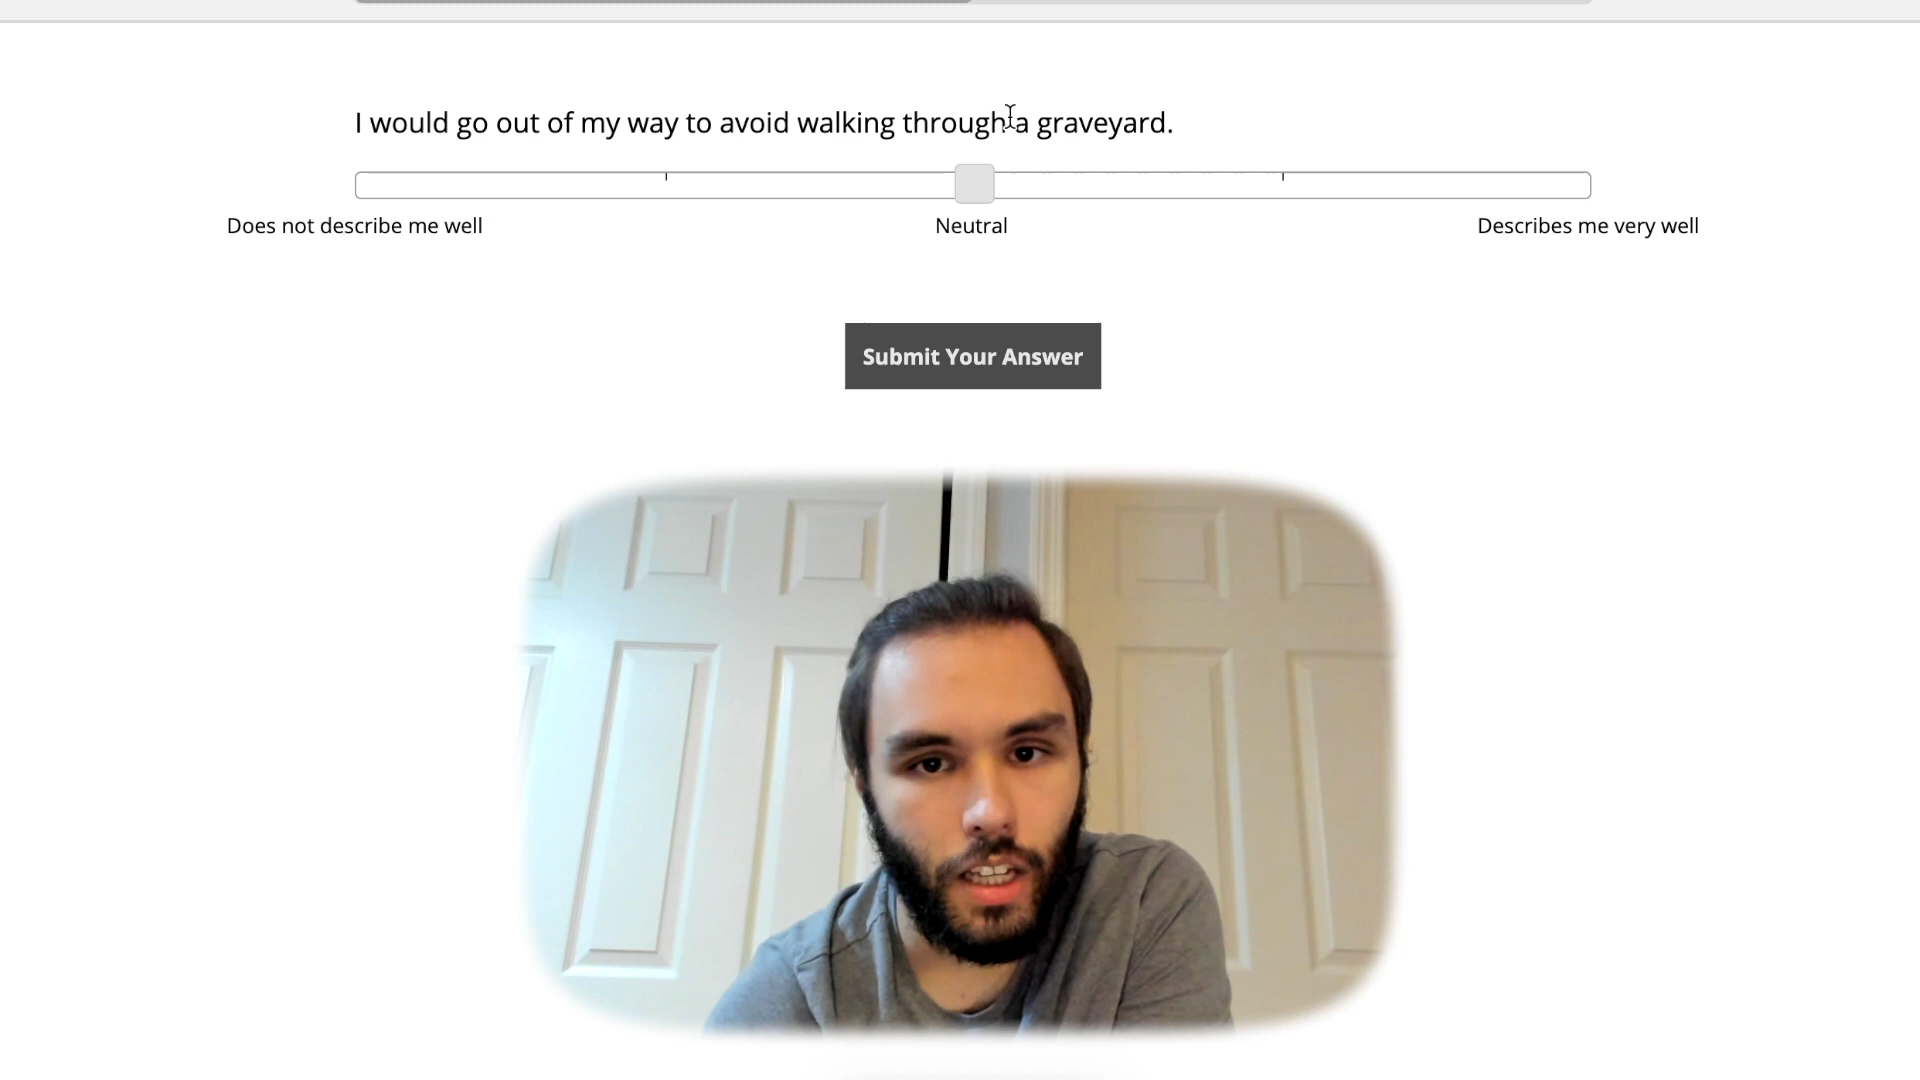 I would go out of my way to avoid walking through a graveyard.
Does not describe me well Neutral Describes me very well
Submit Your Answer